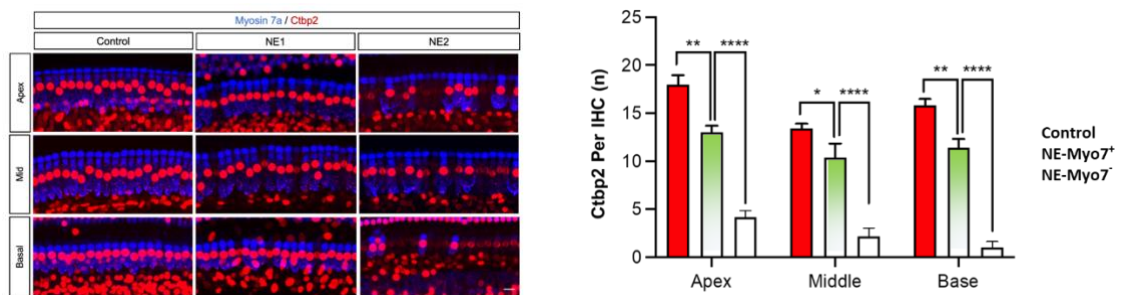 Myosin 7a / Ctbp2
Control
NE1
NE2
Apex
Mid
Basal
Ctbp2 Per IHC (n)
25
20
15
10
5
0
** ****
* ****
** ****
Apex
Middle
Base
Control
NE-Myo7⁺
NE-Myo7⁻